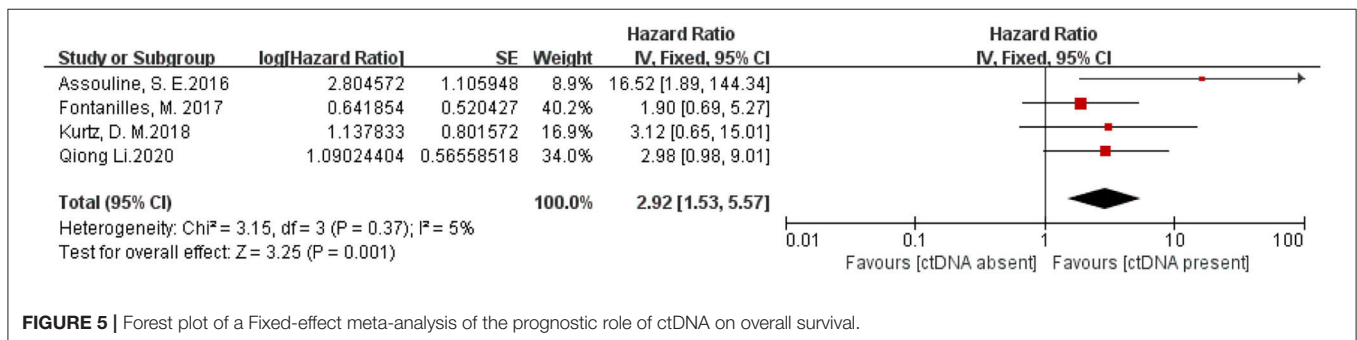 Hazard Ratio Hazard Ratio
Study or Subgroup log[Hazard Ratio] SE Weight IV, Fixed, 95% CI IV, Fixed, 95% CI
Assouline, S. E.2016 2.804572 1.105948 8.9% 16.52 [1.89, 144.34]
Fontanilles, M. 2017 0.641854 0.520427 40.2% 1.90 [0.69, 5.27]
Kurtz, D. M.2018 1.137833 0.801572 16.9% 3.12 [0.65, 15.01]
Qiong Li.2020 1.09024404 0.56558518 34.0% 2.98 [0.98, 9.01]
Total (95% CI) 100.0% 2.92 [1.53, 5.57]
Heterogeneity: Chi² = 3.15, df = 3 (P = 0.37); I² = 5%
Test for overall effect: Z = 3.25 (P = 0.001)
0.01 0.1 1 10 100
Favours [ctDNA absent] Favours [ctDNA present]
FIGURE 5 | Forest plot of a Fixed-effect meta-analysis of the prognostic role of ctDNA on overall survival.